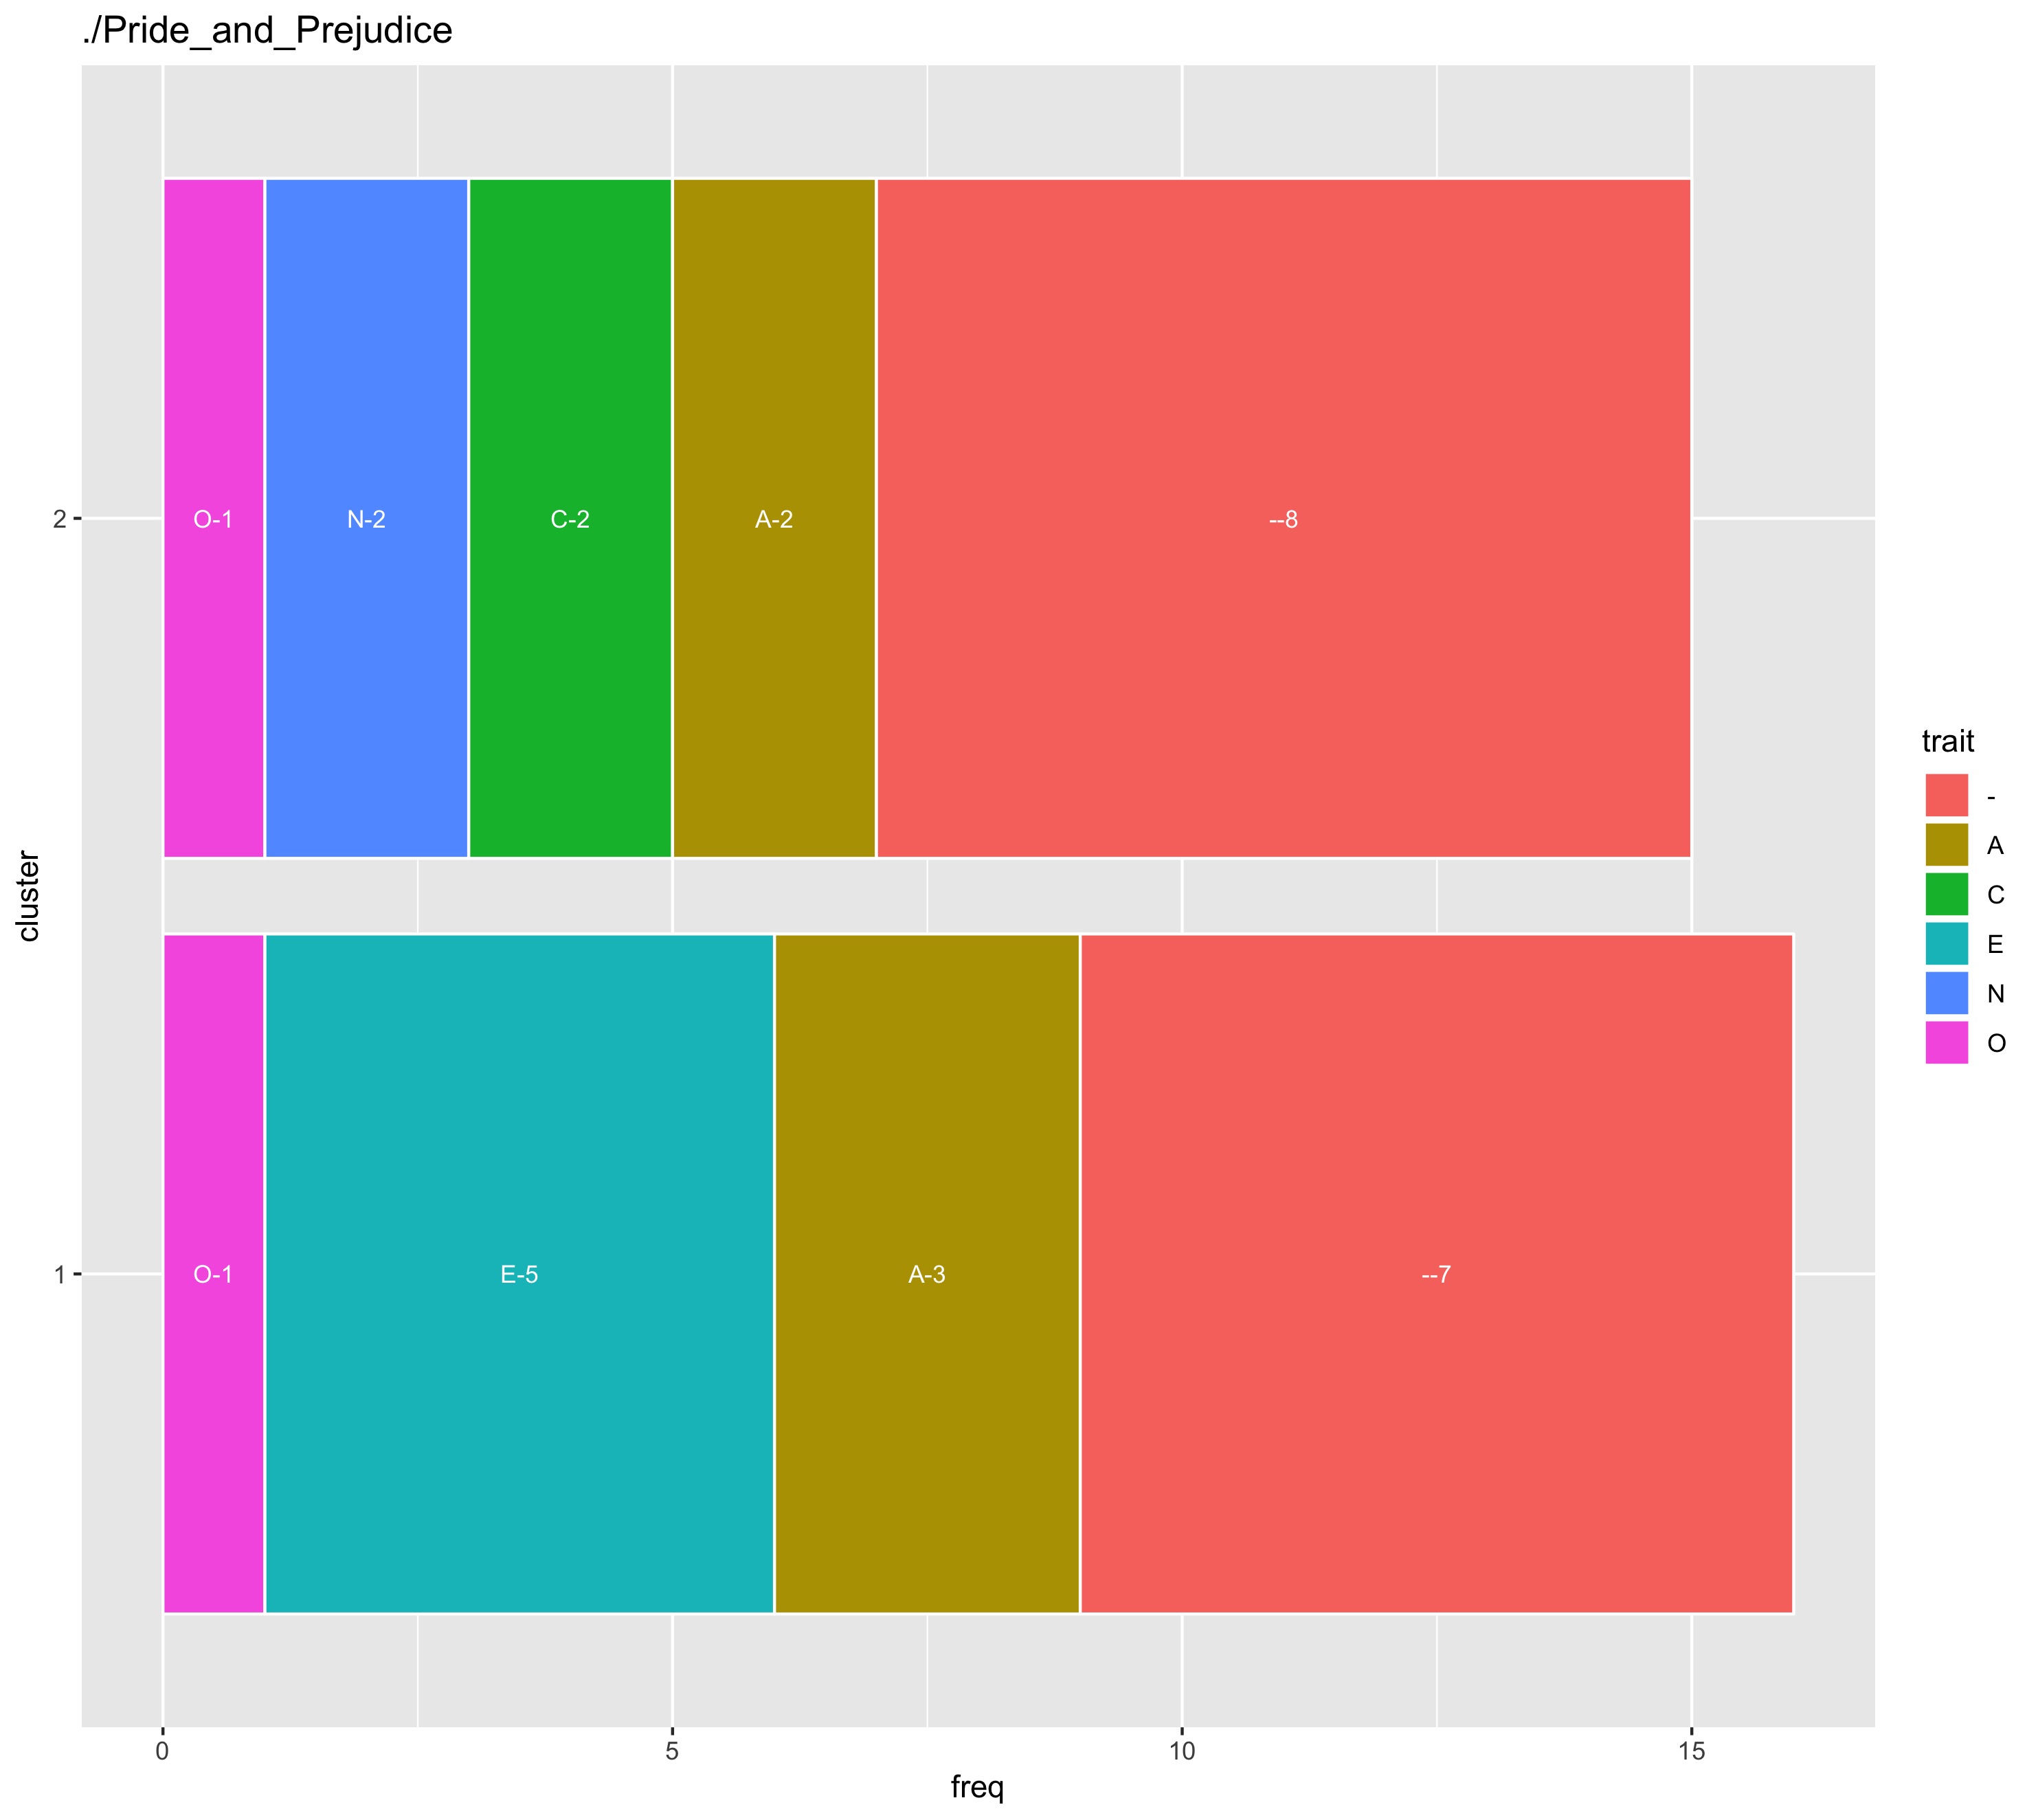 ./Pride_and_Prejudice
2
O-1 N-2 C-2 A-2 --8
1
O-1 E-5 A-3 --7
cluster
0 5 10 15
freq
trait
-
A
C
E
N
O